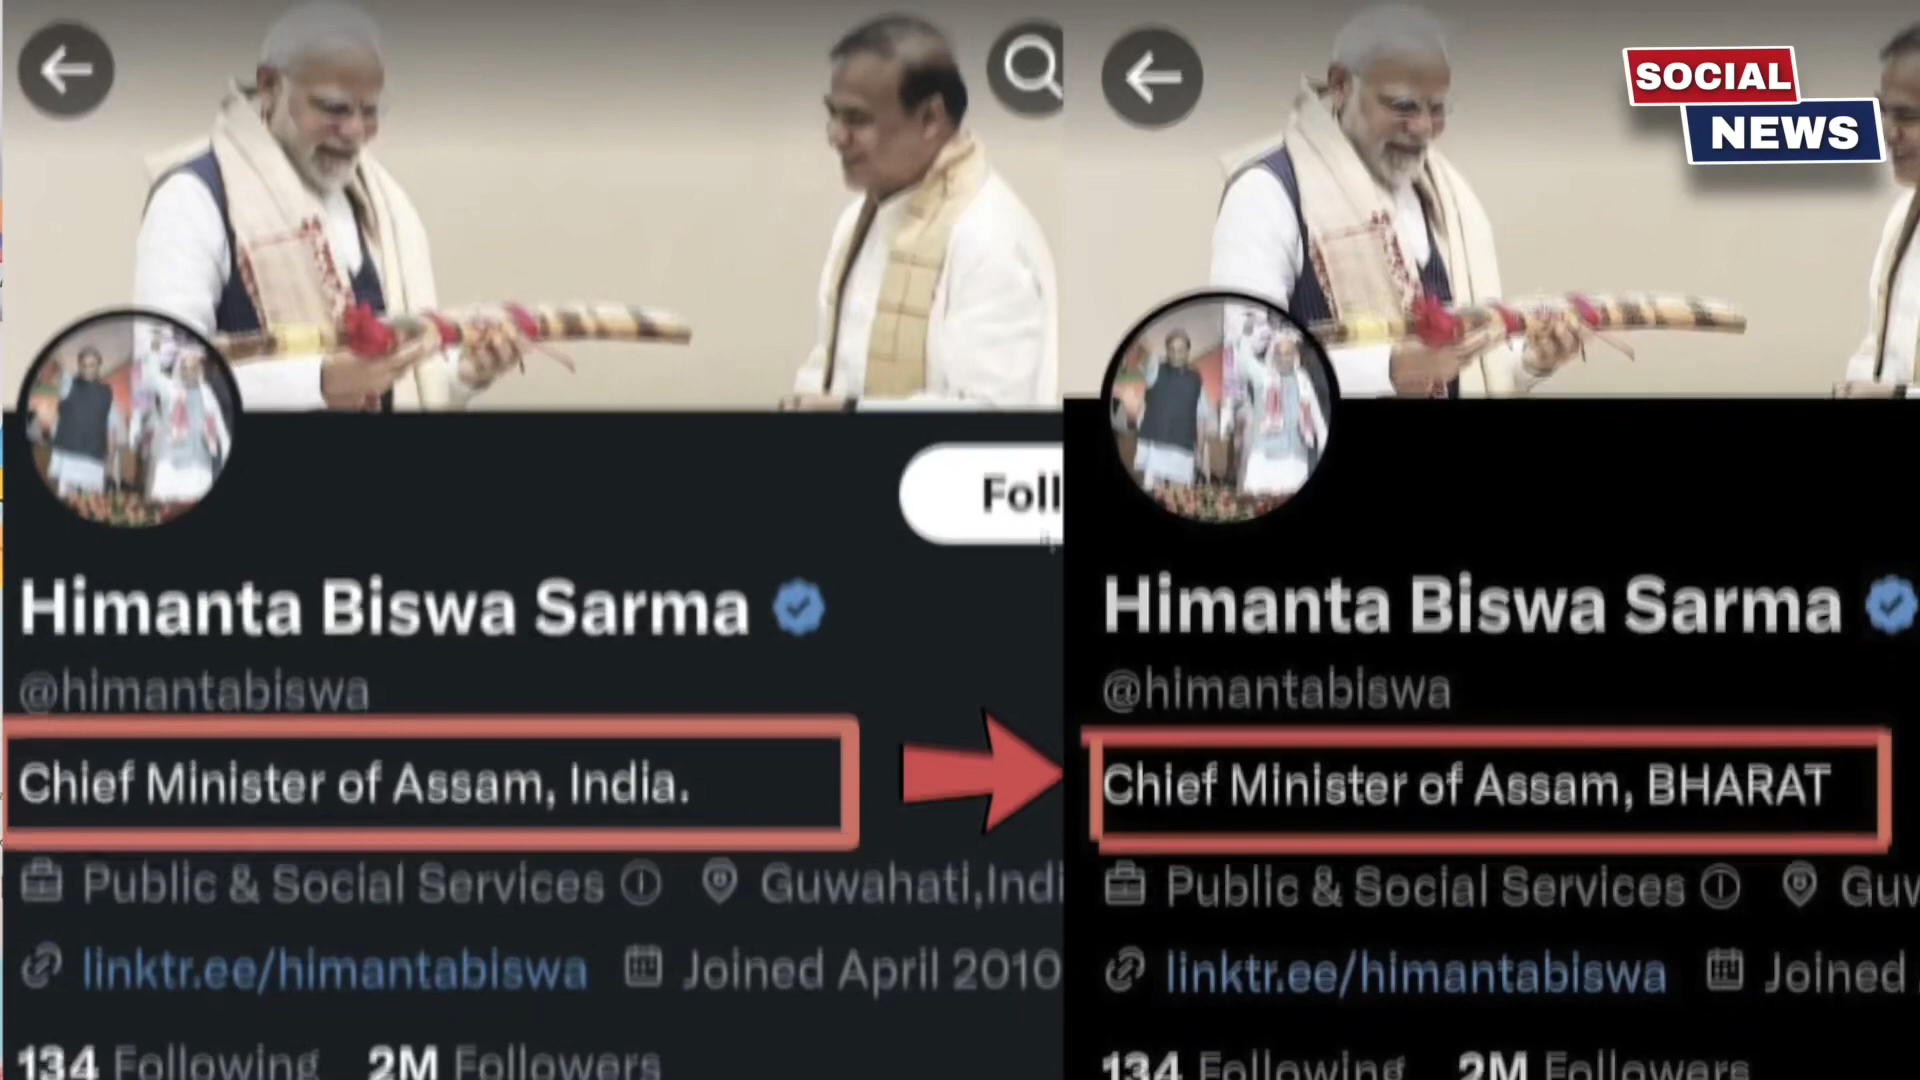 SOCIAL
NEWS
Foll
Himanta Biswa Sarma
@himantabiswa
Chief Minister of Assam, India.
Public & Social Services
Guwahati,Indi
linktr.ee/himantabiswa
Joined April 2010
134 Following 2M Followers
Himanta Biswa Sarma
@himantabiswa
Chief Minister of Assam, BHARAT
Public & Social Services
Guw
linktr.ee/himantabiswa
Joined
134 Following 2M Followers